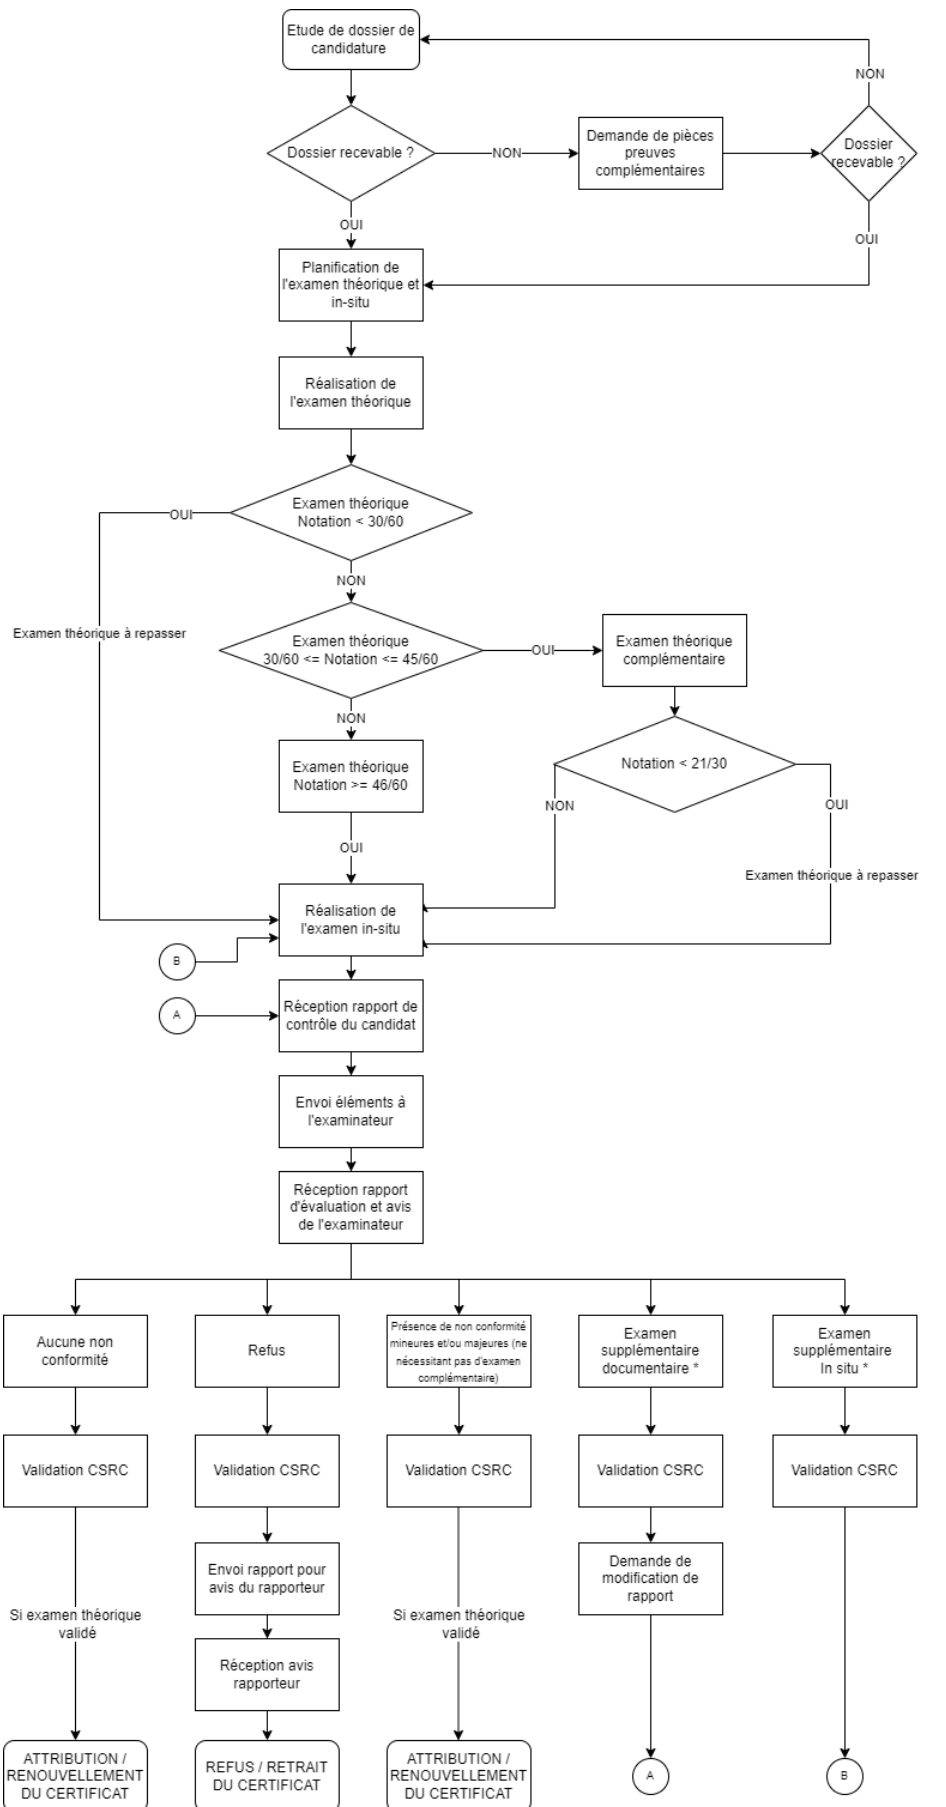 Etude de dossier de
candidature
NON
Dossier recevable ?
NON
Demande de pièces
preuves
complémentaires
Dossier
recevable ?
OUI
OUI
Planification de
l'examen théorique et
in-situ
Réalisation de
l'examen théorique
Examen théorique
Notation < 30/60
OUI
NON
Examen théorique à repasser
Examen théorique
30/60 <= Notation <= 45/60
OUI
Examen théorique
complémentaire
NON
Examen théorique
Notation >= 46/60
Notation < 21/30
NON
OUI
OUI
Examen théorique à repasser
Réalisation de
l'examen in-situ
B
Réception rapport de
contrôle du candidat
A
Envoi éléments à
l'examinateur
Réception rapport
d'évaluation et avis
de l'examinateur
Aucune non
conformité
Refus
Présence de non conformité
mineures et/ou majeures (ne
nécessitant pas d'examen
complémentaire)
Examen
supplémentaire
documentaire *
Examen
supplémentaire
In situ *
Validation CSRC
Validation CSRC
Validation CSRC
Validation CSRC
Validation CSRC
Envoi rapport pour
avis du rapporteur
Demande de
modification de
rapport
Si examen théorique
validé
Si examen théorique
validé
Réception avis
rapporteur
ATTRIBUTION /
RENOUVELLEMENT
DU CERTIFICAT
REFUS / RETRAIT
DU CERTIFICAT
ATTRIBUTION /
RENOUVELLEMENT
DU CERTIFICAT
A
B